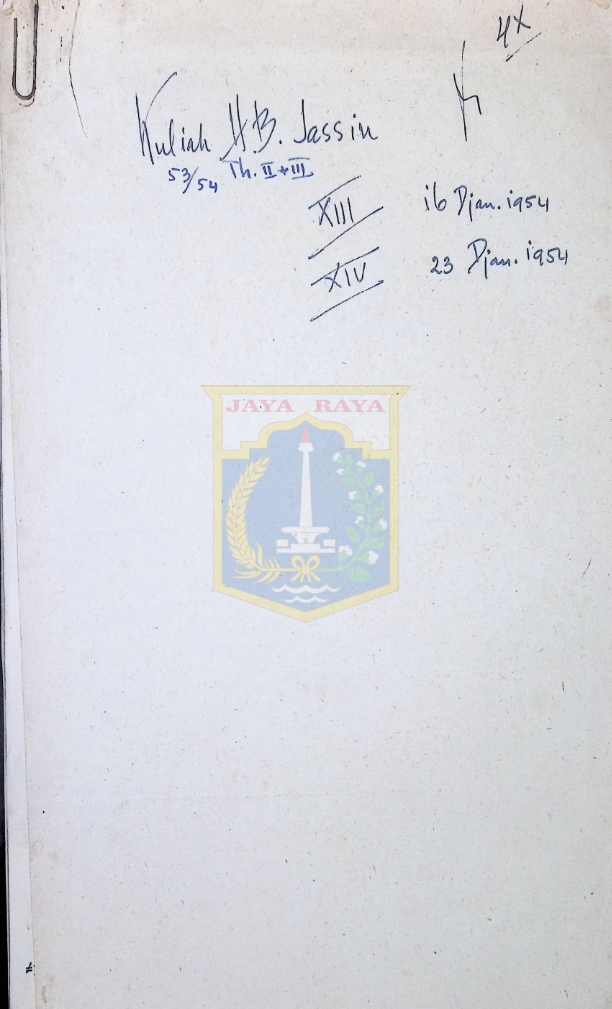 4x
Kuliah H.B. Jassin
53/54 Th. II + III
XIII 16 Djan. 1954
XIV 23 Djan. 1954
JAYA RAYA